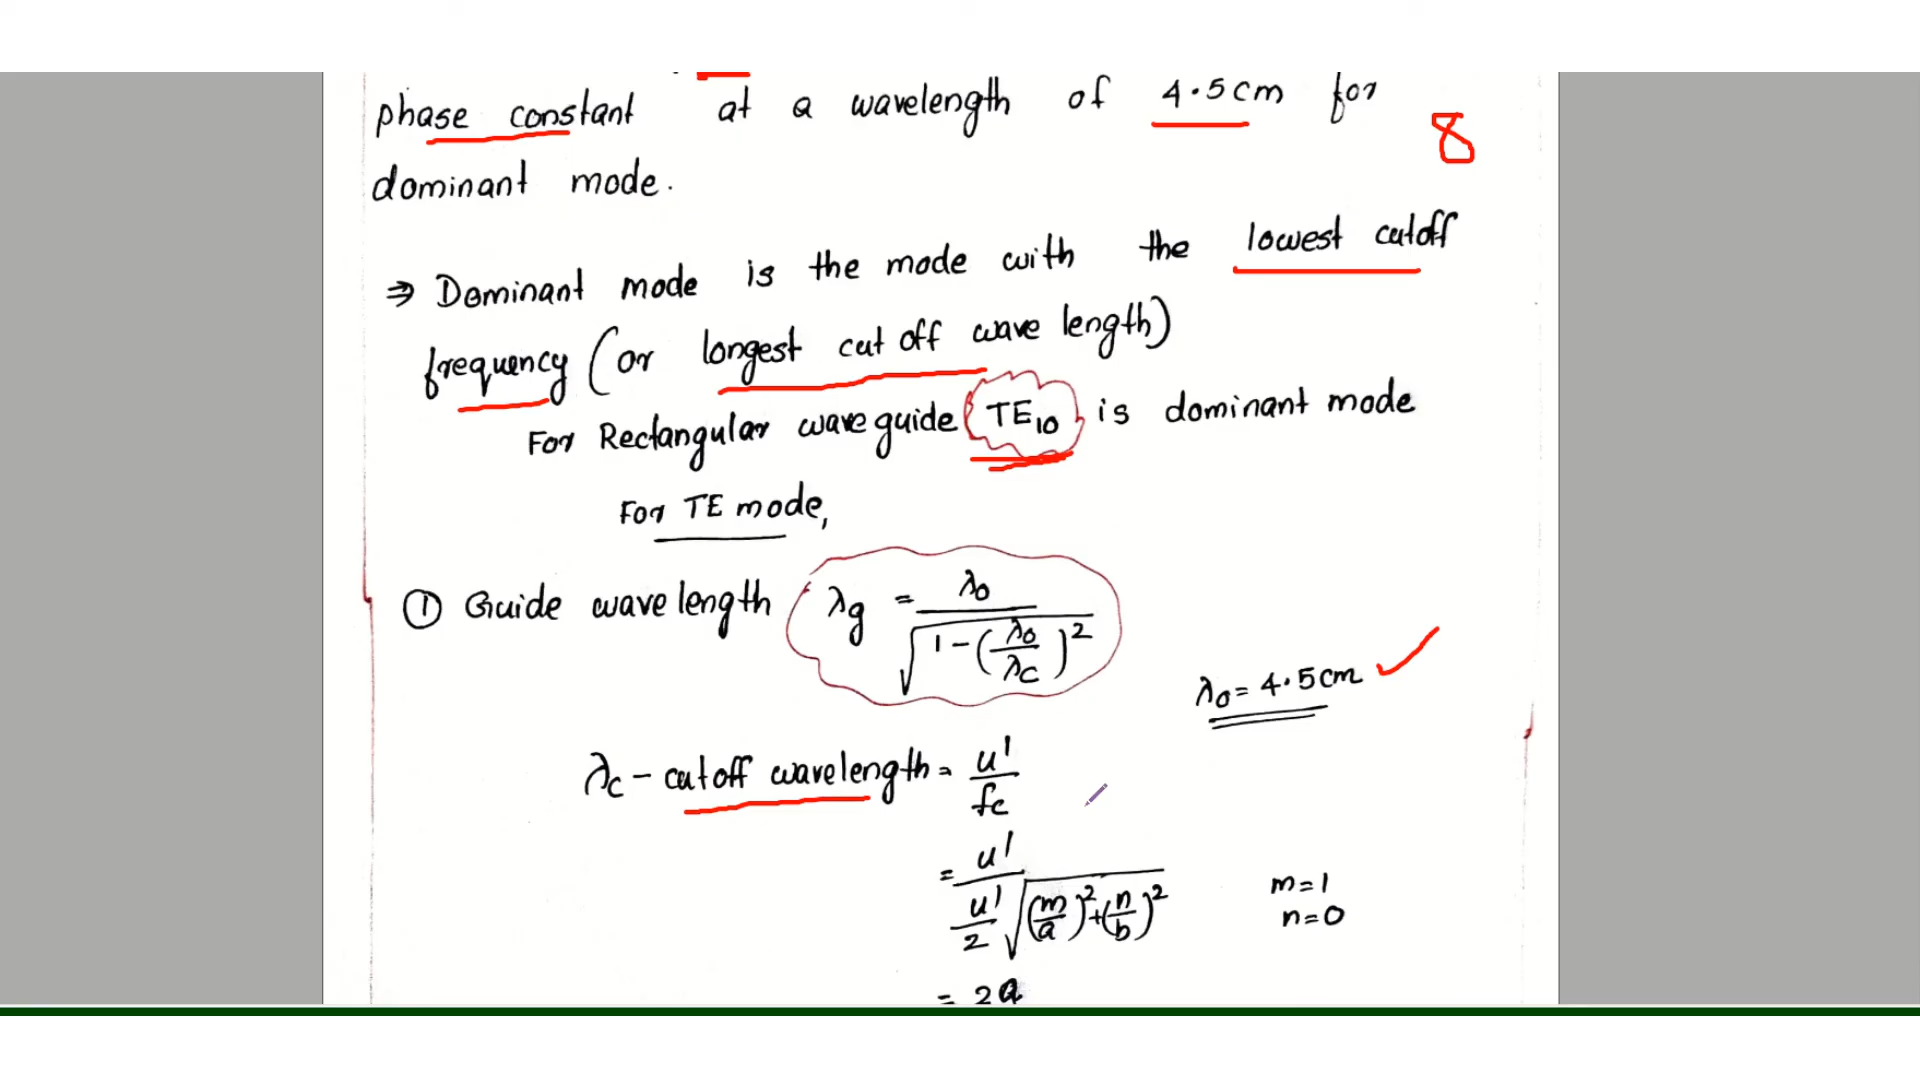 phase constant at a wavelength of 4.5cm for
8
dominant mode.
⇒ Dominant mode is the mode with the lowest cutoff
frequency (or longest cut off wave length)
For Rectangular wave guide TE10 is dominant mode
For TE mode,
① Guide wave length λg = λ0 / √(1-(λ0/λc)²)
λ0 = 4.5cm ✓
λc - cutoff wavelength = u'/fc
= u' / (u'/2 √((m/a)²+(n/b)²))
m=1
n=0
= 2a